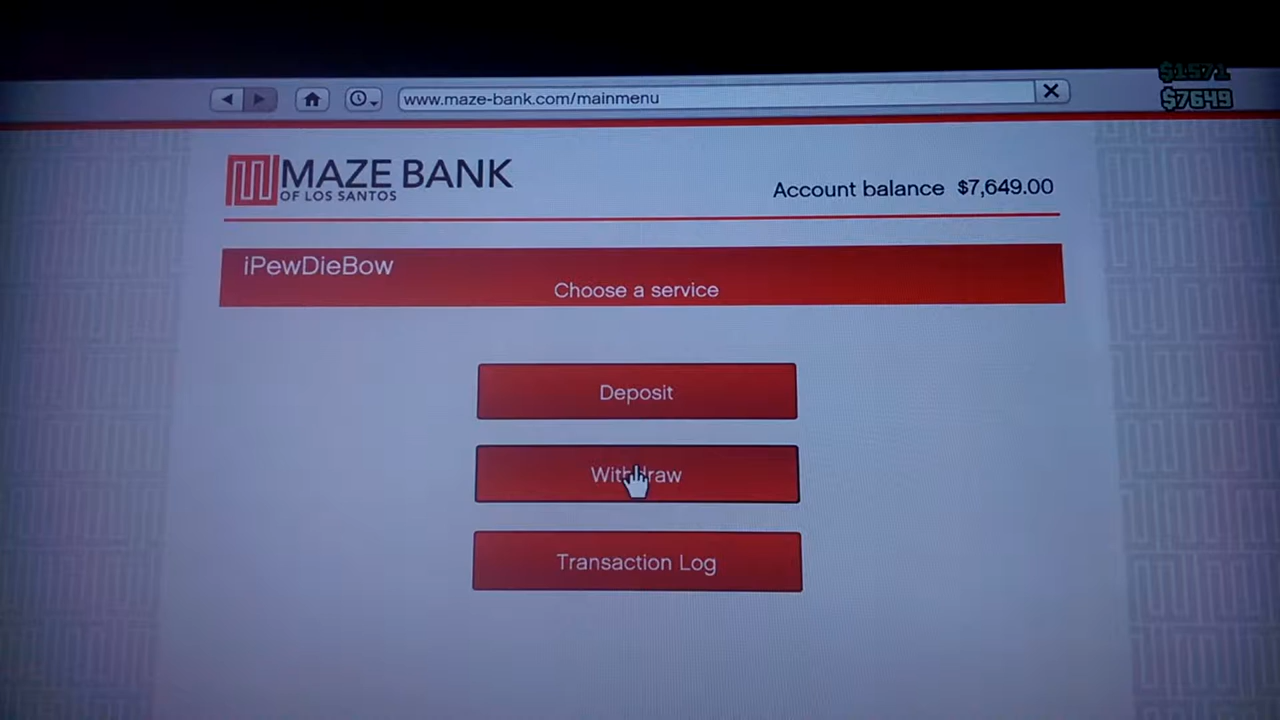 $1571
$7649
www.maze-bank.com/mainmenu
MAZE BANK
OF LOS SANTOS
Account balance $7,649.00
iPewDieBow
Choose a service
Deposit
Withdraw
Transaction Log